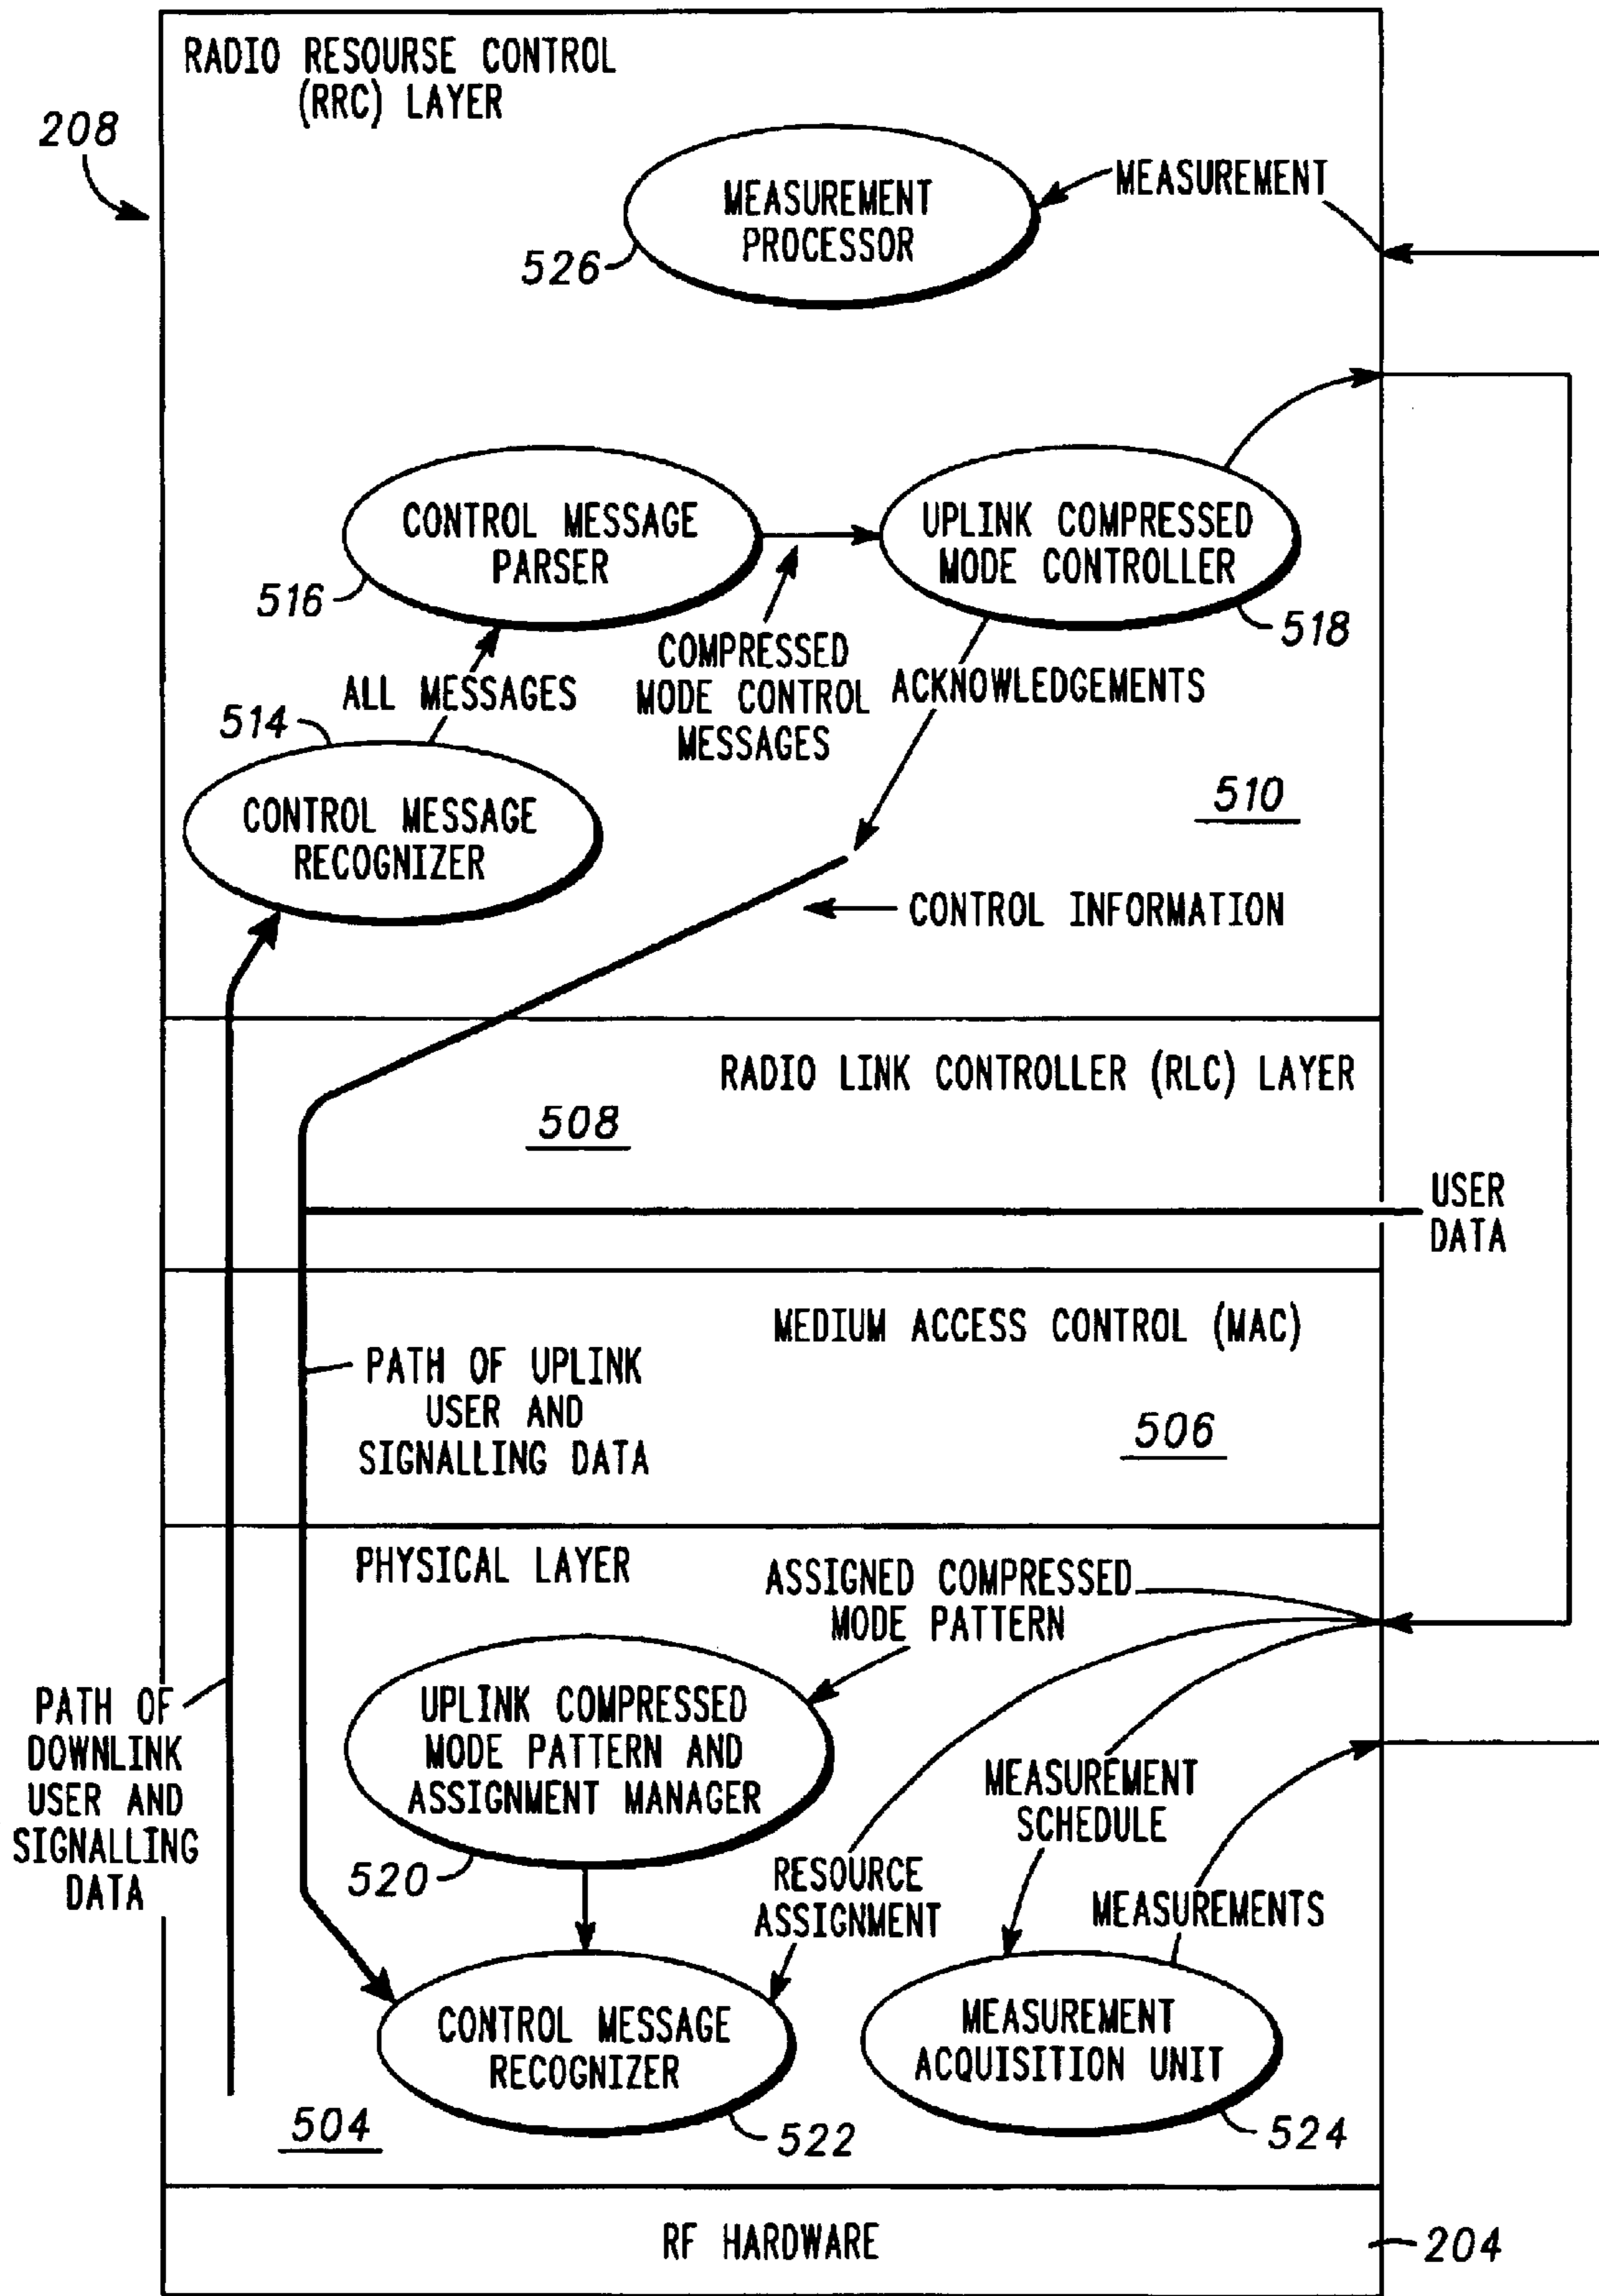 RADIO RESOURSE CONTROL
(RRC) LAYER
208
MEASUREMENT
PROCESSOR
526
MEASUREMENT
CONTROL MESSAGE
PARSER
516
UPLINK COMPRESSED
MODE CONTROLLER
518
COMPRESSED
MODE CONTROL
MESSAGES
ACKNOWLEDGEMENTS
ALL MESSAGES
514
CONTROL MESSAGE
RECOGNIZER
510
CONTROL INFORMATION
RADIO LINK CONTROLLER (RLC) LAYER
508
USER
DATA
MEDIUM ACCESS CONTROL (MAC)
PATH OF UPLINK
USER AND
SIGNALLING DATA
506
PHYSICAL LAYER
ASSIGNED COMPRESSED
MODE PATTERN
UPLINK COMPRESSED
MODE PATTERN AND
ASSIGNMENT MANAGER
520
PATH OF
DOWNLINK
USER AND
SIGNALLING
DATA
MEASUREMENT
SCHEDULE
RESOURCE
ASSIGNMENT
MEASUREMENTS
CONTROL MESSAGE
RECOGNIZER
522
MEASUREMENT
ACQUISITION UNIT
524
504
RF HARDWARE
204